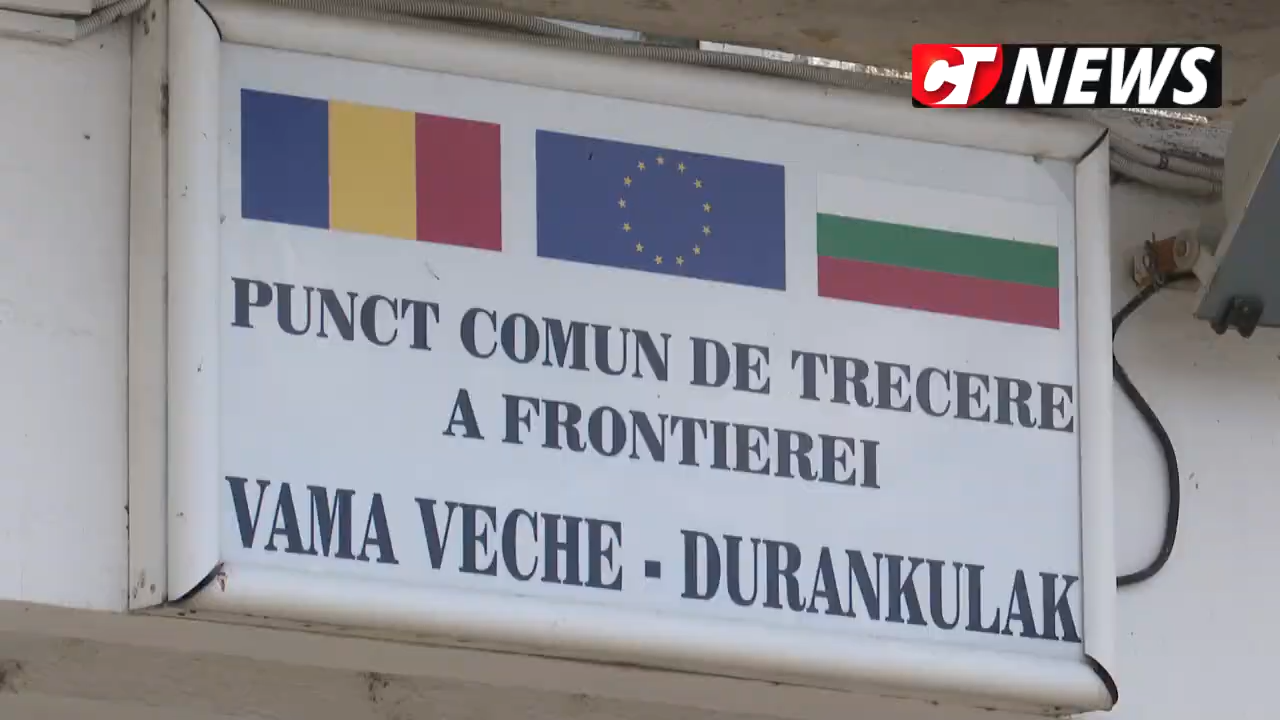 CT NEWS
PUNCT COMUN DE TRECERE
A FRONTIEREI
VAMA VECHE - DURANKULAK